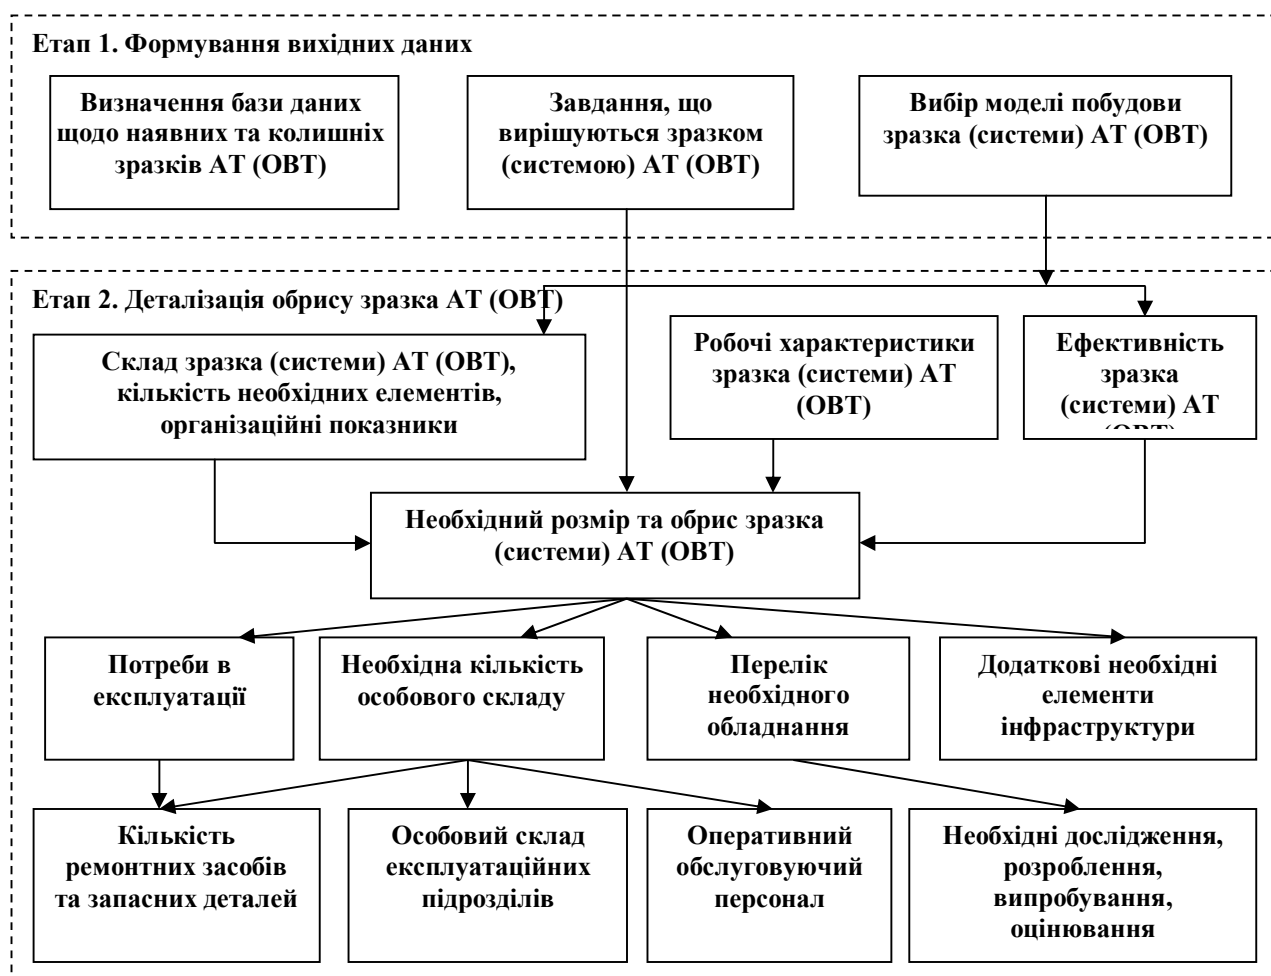 Етап 1. Формування вихідних даних
Визначення бази даних
щодо наявних та колишніх
зразків АТ (ОВТ)
Завдання, що
вирішуються зразком
(системою) АТ (ОВТ)
Вибір моделі побудови
зразка (системи) АТ (ОВТ)
Етап 2. Деталізація обрису зразка АТ (ОВТ)
Склад зразка (системи) АТ (ОВТ),
кількість необхідних елементів,
організаційні показники
Робочі характеристики
зразка (системи) АТ
(ОВТ)
Ефективність
зразка
(системи) АТ
(ОВТ)
Необхідний розмір та обрис зразка
(системи) АТ (ОВТ)
Потреби в
експлуатації
Необхідна кількість
особового складу
Перелік
необхідного
обладнання
Додаткові необхідні
елементи
інфраструктури
Кількість
ремонтних засобів
та запасних деталей
Особовий склад
експлуатаційних
підрозділів
Оперативний
обслуговуючий
персонал
Необхідні дослідження,
розроблення,
випробування,
оцінювання